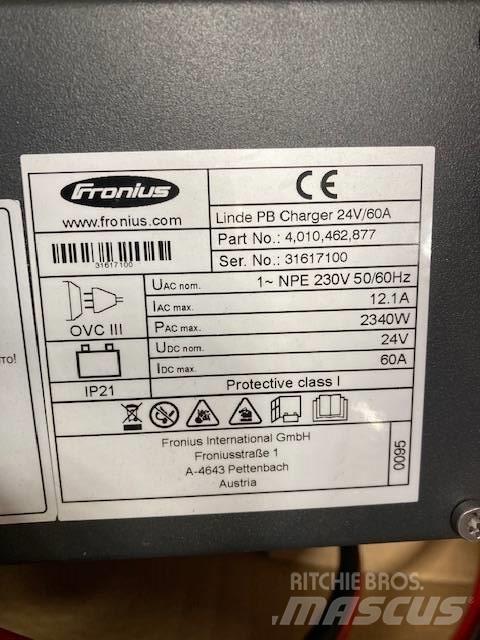 Fronius
www.fronius.com
Linde PB Charger 24V/60A
Part No.: 4,010,462,877
31617100
Ser. No.: 31617100
UAC nom. 1~ NPE 230V 50/60Hz
IAC max. 12.1A
PAC max. 2340W
OVC III
UDC nom. 24V
IDC max. 60A
IP21
Protective class I
Fronius International GmbH
Froniusstraße 1
A-4643 Pettenbach
Austria
0095
CE
RITCHIE BROS.
MASCUS